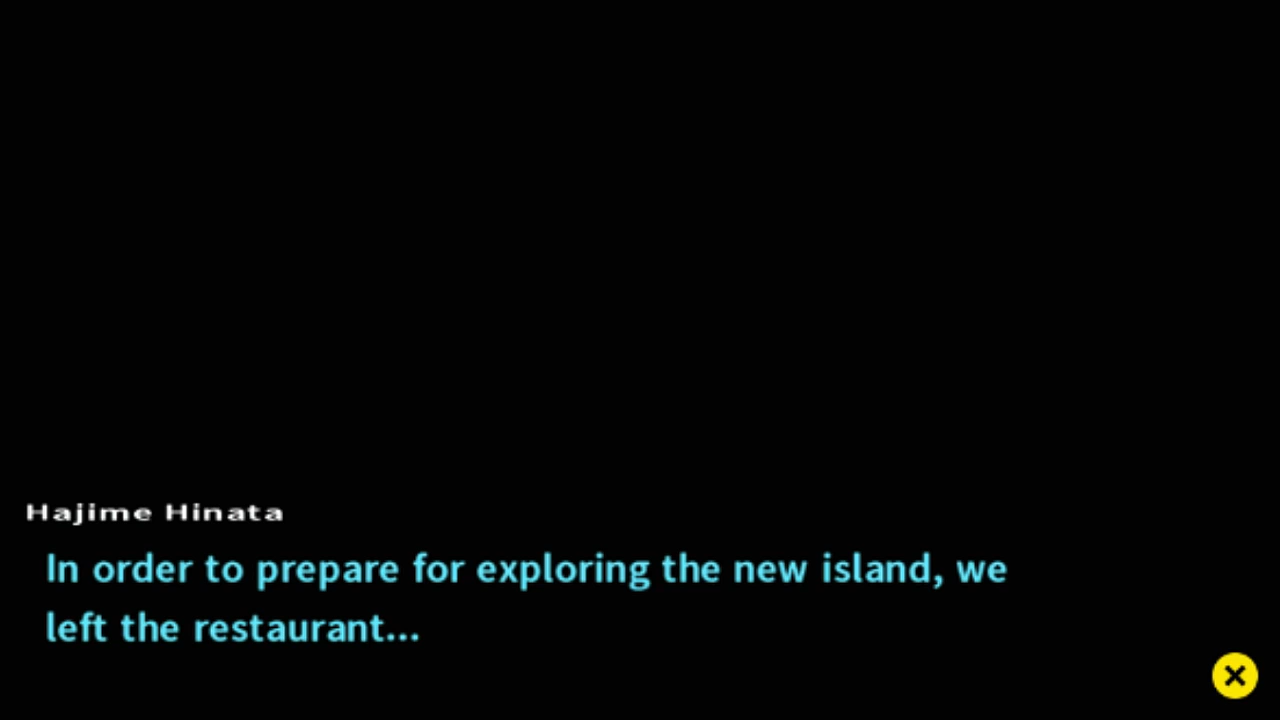 Hajime Hinata
In order to prepare for exploring the new island, we
left the restaurant...